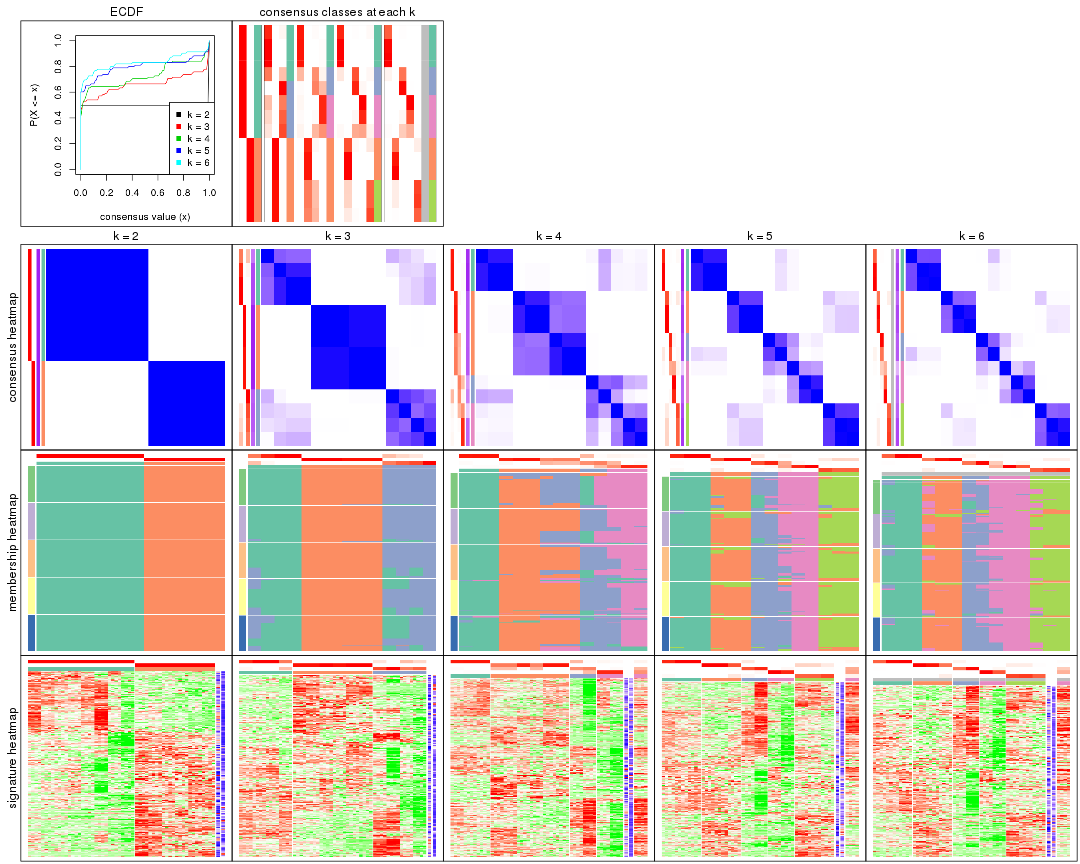 ECDF
consensus classes at each k
P(X <= x)
0.0 0.2 0.4 0.6 0.8 1.0
k = 2
k = 3
k = 4
k = 5
k = 6
0.0 0.2 0.4 0.6 0.8 1.0
consensus value (x)
k = 2
k = 3
k = 4
k = 5
k = 6
consensus heatmap
membership heatmap
signature heatmap